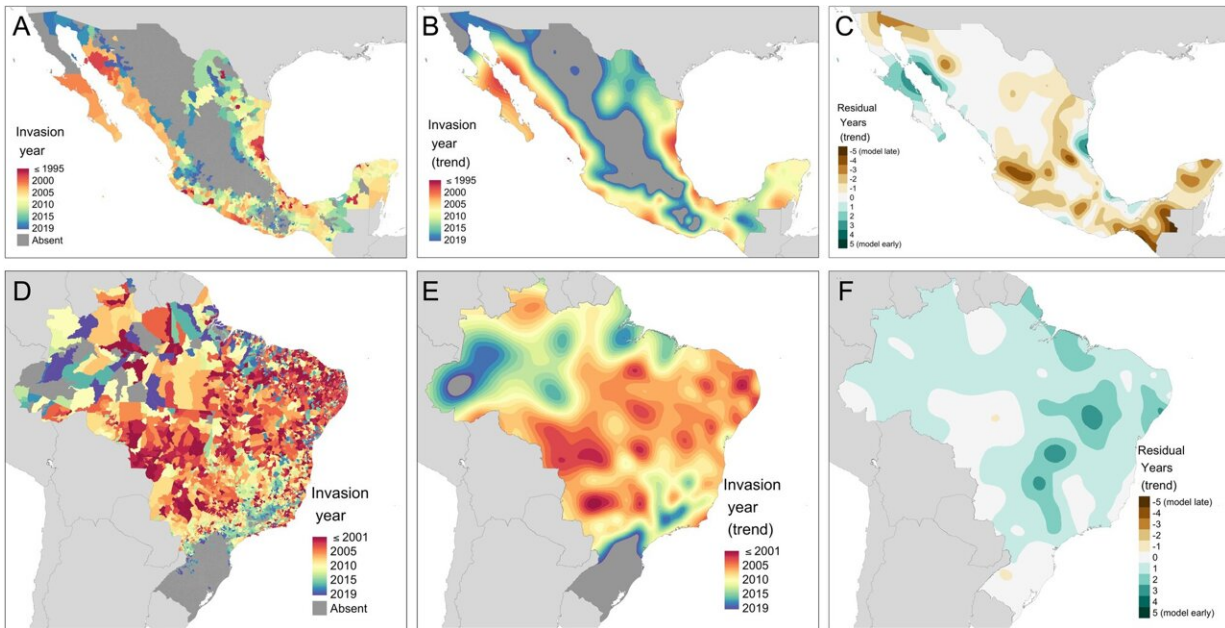 A
Invasion
year
≤ 1995
2000
2005
2010
2015
2019
Absent
B
Invasion
year
(trend)
≤ 1995
2000
2005
2010
2015
2019
C
Residual
Years
(trend)
-5 (model late)
-4
-3
-2
-1
0
1
2
3
4
5 (model early)
D
Invasion
year
≤ 2001
2005
2010
2015
2019
Absent
E
Invasion
year
(trend)
≤ 2001
2005
2010
2015
2019
F
Residual
Years
(trend)
-5 (model late)
-4
-3
-2
-1
0
1
2
3
4
5 (model early)